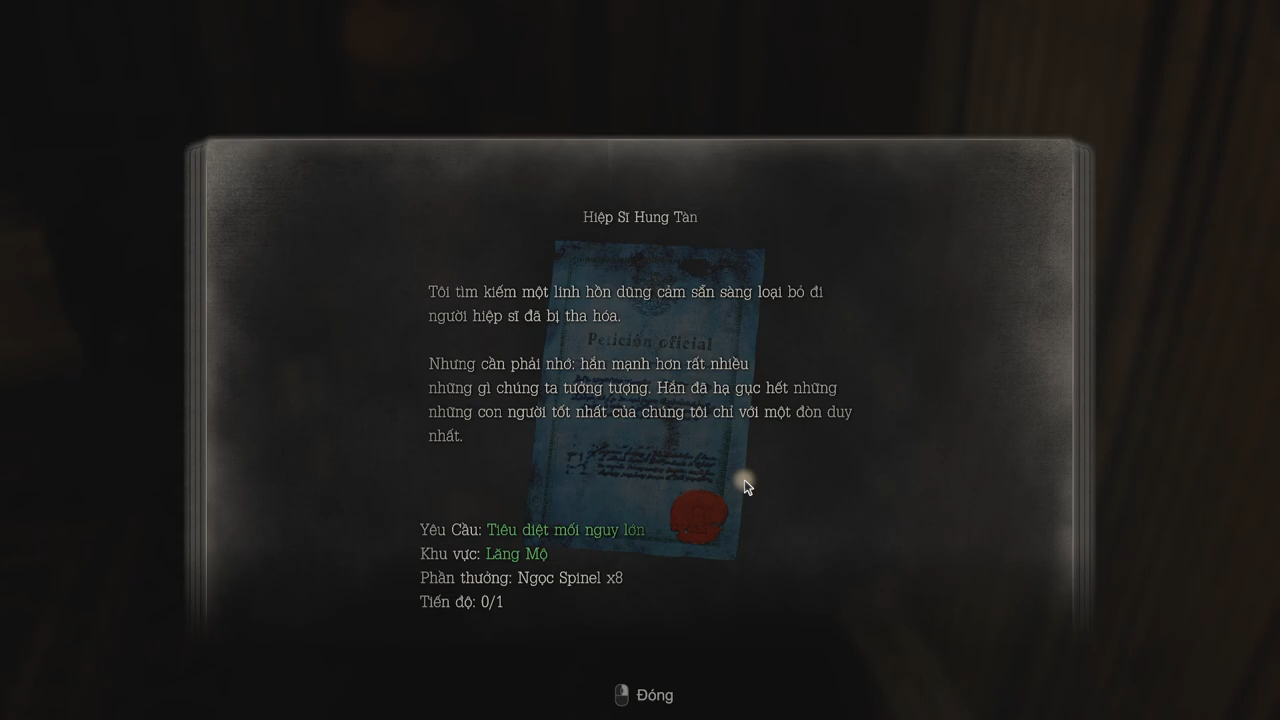 Hiệp Sĩ Hung Tàn
Tôi tìm kiếm một linh hồn dũng cảm sẵn sàng loại bỏ đi
người hiệp sĩ đã bị tha hóa.
Petición oficial
Nhưng cần phải nhớ: hắn mạnh hơn rất nhiều
những gì chúng ta tưởng tượng. Hắn đã hạ gục hết những
những con người tốt nhất của chúng tôi chỉ với một đòn duy
nhất.
Yêu Cầu: Tiêu diệt mối nguy lớn
Khu vực: Lăng Mộ
Phần thưởng: Ngọc Spinel x8
Tiến độ: 0/1
Đóng